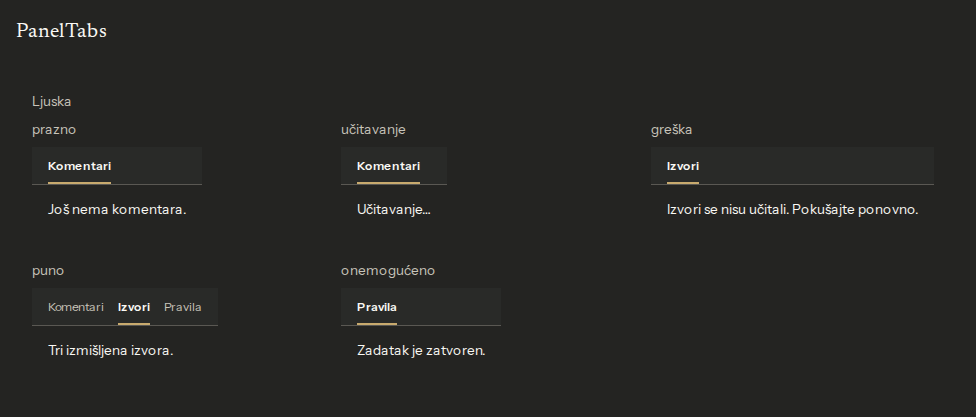 PanelTabs
Ljuska
prazno učitavanje greška
Komentari Komentari Izvori
Još nema komentara. Učitavanje... Izvori se nisu učitali. Pokušajte ponovno.
puno onemogućeno
Komentari Izvori Pravila Pravila
Tri izmišljena izvora. Zadatak je zatvoren.